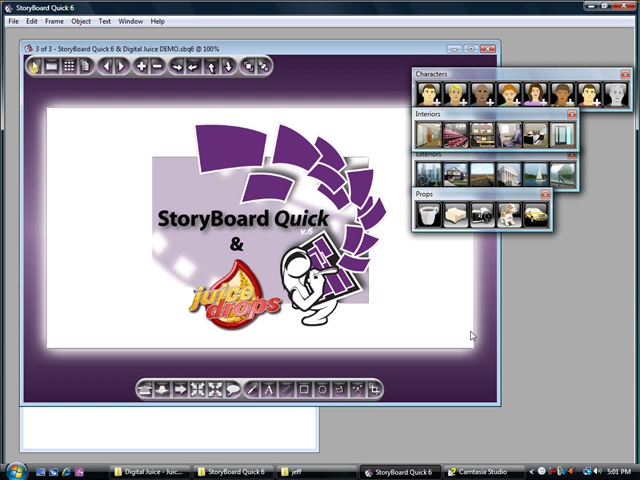 StoryBoard Quick 6
File Edit Frame Object Text Window Help
3 of 3 - StoryBoard Quick 6 & Digital Juice DEMO.sbq6 @ 100%
Characters
Interiors
Exteriors
Props
StoryBoard Quick
v.6
&
juice
drops
A
Digital Juice - Juic...
StoryBoard Quick 6
jeff
StoryBoard Quick 6
Camtasia Studio
5:01 PM